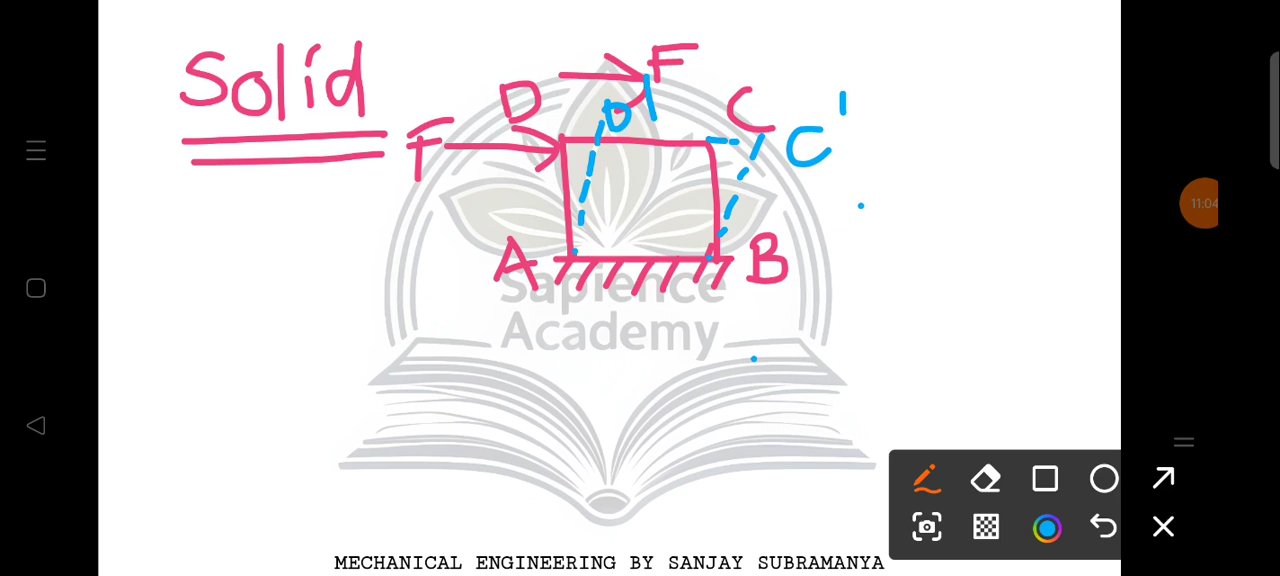 Solid
F
D
F
D'
C
C'
A
B
Sapience
Academy
11:04
MECHANICAL ENGINEERING BY SANJAY SUBRAMANYA